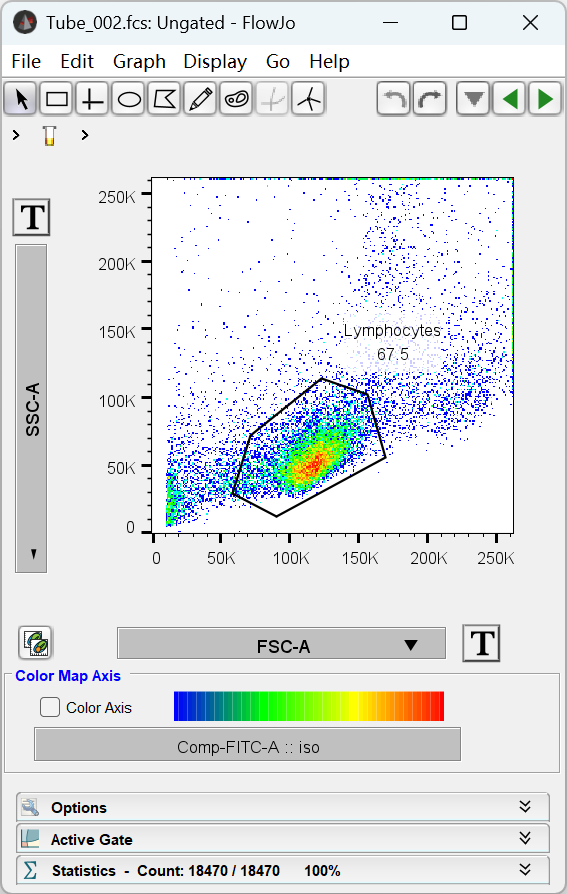 Tube_002.fcs: Ungated - FlowJo
File Edit Graph Display Go Help
T
250K
200K
150K
100K
50K
0
SSC-A
Lymphocytes
67.5
0 50K 100K 150K 200K 250K
FSC-A
T
Color Map Axis
Color Axis
Comp-FITC-A :: iso
Options
Active Gate
Σ Statistics - Count: 18470 / 18470 100%